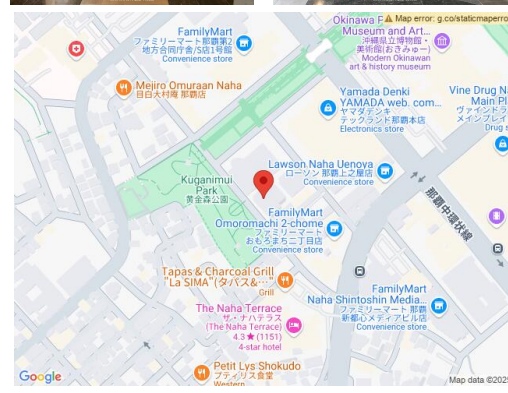 Okinawa P
⚠ Map error: g.co/staticmaperro
Museum and Art...
沖縄県立博物館・
美術館(おきみゅー)
Modern Okinawan
art & history museum
FamilyMart
ファミリーマート那覇第2
地方合同庁舎/S店1号館
Convenience store
Mejiro Omuraan Naha
目白大村庵 那覇店
Yamada Denki
YAMADA web. com...
ヤマダデンキ
テックランド那覇本店
Electronics store
Vine Drug Na
Main Pl
ヴァインドラ
メインプレイ
Drug s
Lawson Naha Uenoya
ローソン 那覇上之屋店
Convenience store
Kuganimui
Park
黄金森公園
那覇中環状線
FamilyMart
Omoromachi 2-chome
ファミリーマート
おもろまち二丁目店
Convenience store
Tapas & Charcoal Grill
"La SIMA"(タパス&…"
Grill
FamilyMart
Naha Shintoshin Media...
ファミリーマート 那覇
新都心メディアビル店
Convenience store
The Naha Terrace
ザ・ナハテラス
(The Naha Terrace)
4.3★(1151)
4-star hotel
Petit Lys Shokudo
プティリス食堂
Western
Google
Map data ©2025